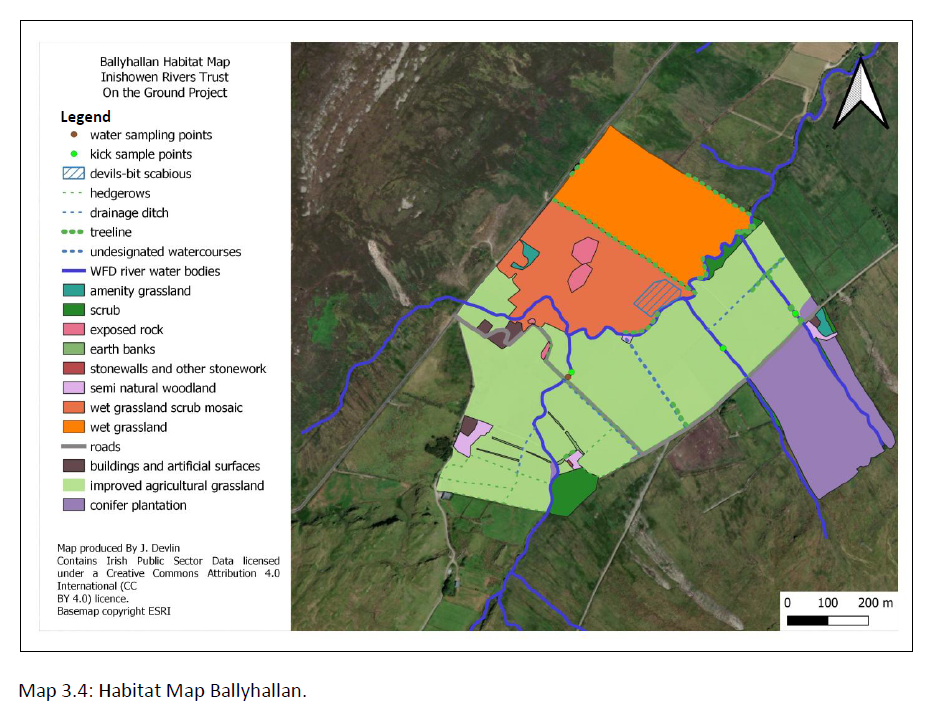 Ballyhallan Habitat Map
Inishowen Rivers Trust
On the Ground Project
Legend
water sampling points
kick sample points
devils-bit scabious
hedgerows
drainage ditch
treeline
undesignated watercourses
WFD river water bodies
amenity grassland
scrub
exposed rock
earth banks
stonewalls and other stonework
semi natural woodland
wet grassland scrub mosaic
wet grassland
roads
buildings and artificial surfaces
improved agricultural grassland
conifer plantation
Map produced By J. Devlin
Contains Irish Public Sector Data licensed
under a Creative Commons Attribution 4.0
International (CC
BY 4.0) licence.
Basemap copyright ESRI
0 100 200 m
Map 3.4: Habitat Map Ballyhallan.